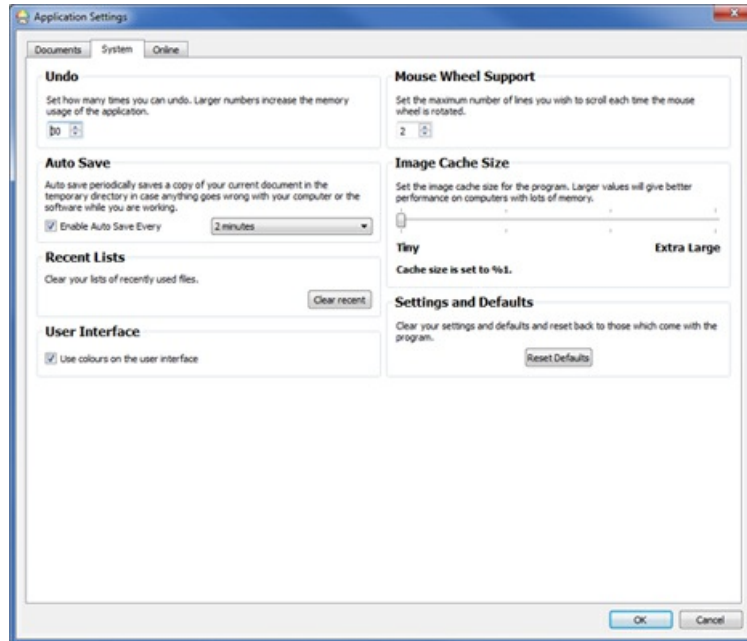 Application Settings
Documents System Online
Undo
Set how many times you can undo. Larger numbers increase the memory
usage of the application.
Auto Save
Auto save periodically saves a copy of your current document in the
temporary directory in case anything goes wrong with your computer or the
software while you are working.
Enable Auto Save Every 2 minutes
Recent Lists
Clear your lists of recently used files.
Clear recent
User Interface
Use colours on the user interface
Mouse Wheel Support
Set the maximum number of lines you wish to scroll each time the mouse
wheel is rotated.
2
Image Cache Size
Set the image cache size for the program. Larger values will give better
performance on computers with lots of memory.
Tiny Extra Large
Cache size is set to %1.
Settings and Defaults
Clear your settings and defaults and reset back to those which come with the
program.
Reset Defaults
OK Cancel